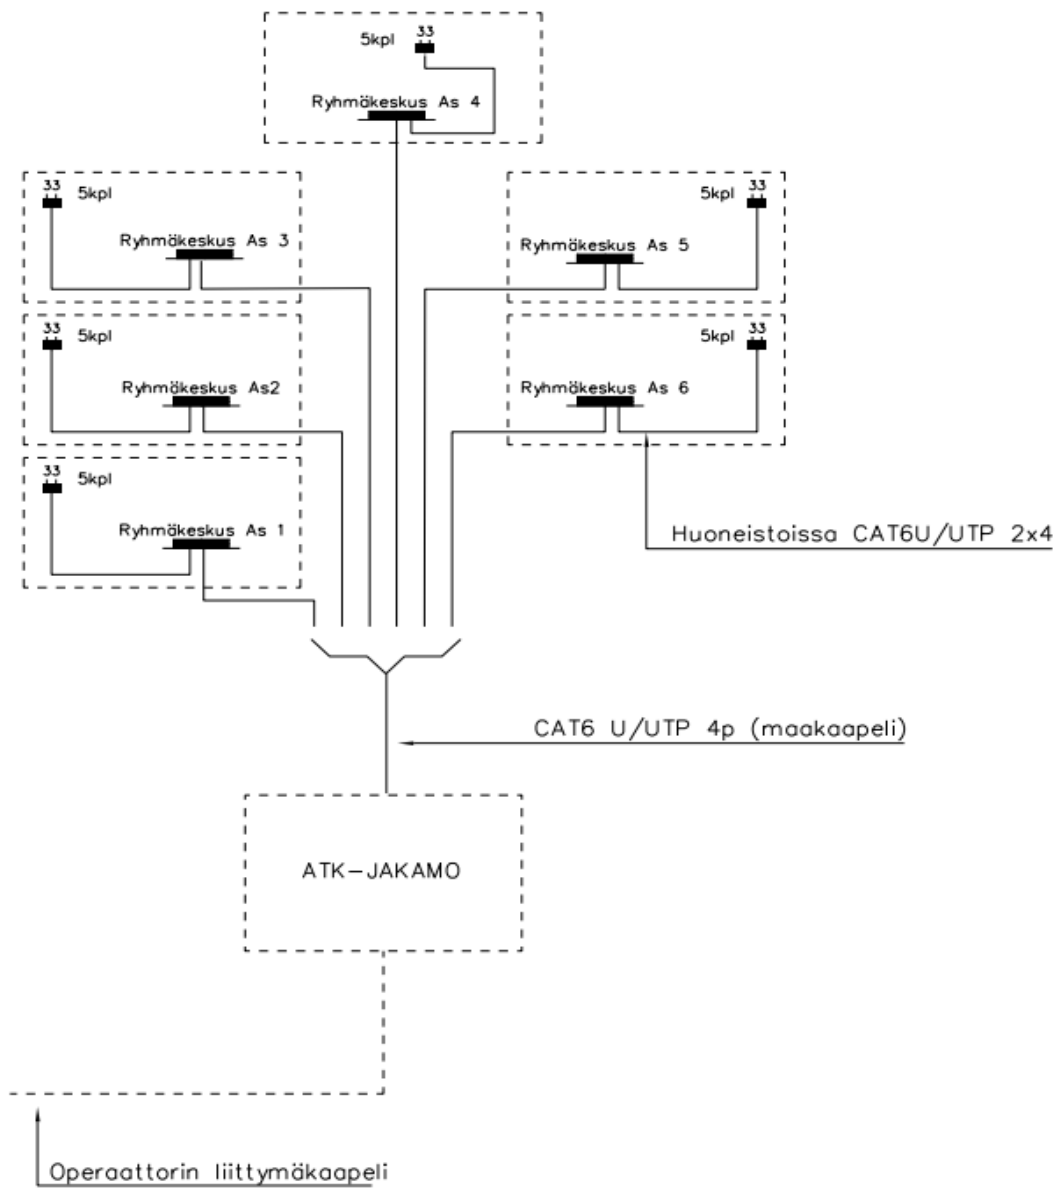 5kpl 33
Ryhmäkeskus As 4
33 5kpl
Ryhmäkeskus As 3
5kpl 33
Ryhmäkeskus As 5
33 5kpl
Ryhmäkeskus As2
5kpl 33
Ryhmäkeskus As 6
33 5kpl
Ryhmäkeskus As 1
Huoneistoissa CAT6U/UTP 2x4
CAT6 U/UTP 4p (maakaapeli)
ATK-JAKAMO
Operaattorin liittymäkaapeli